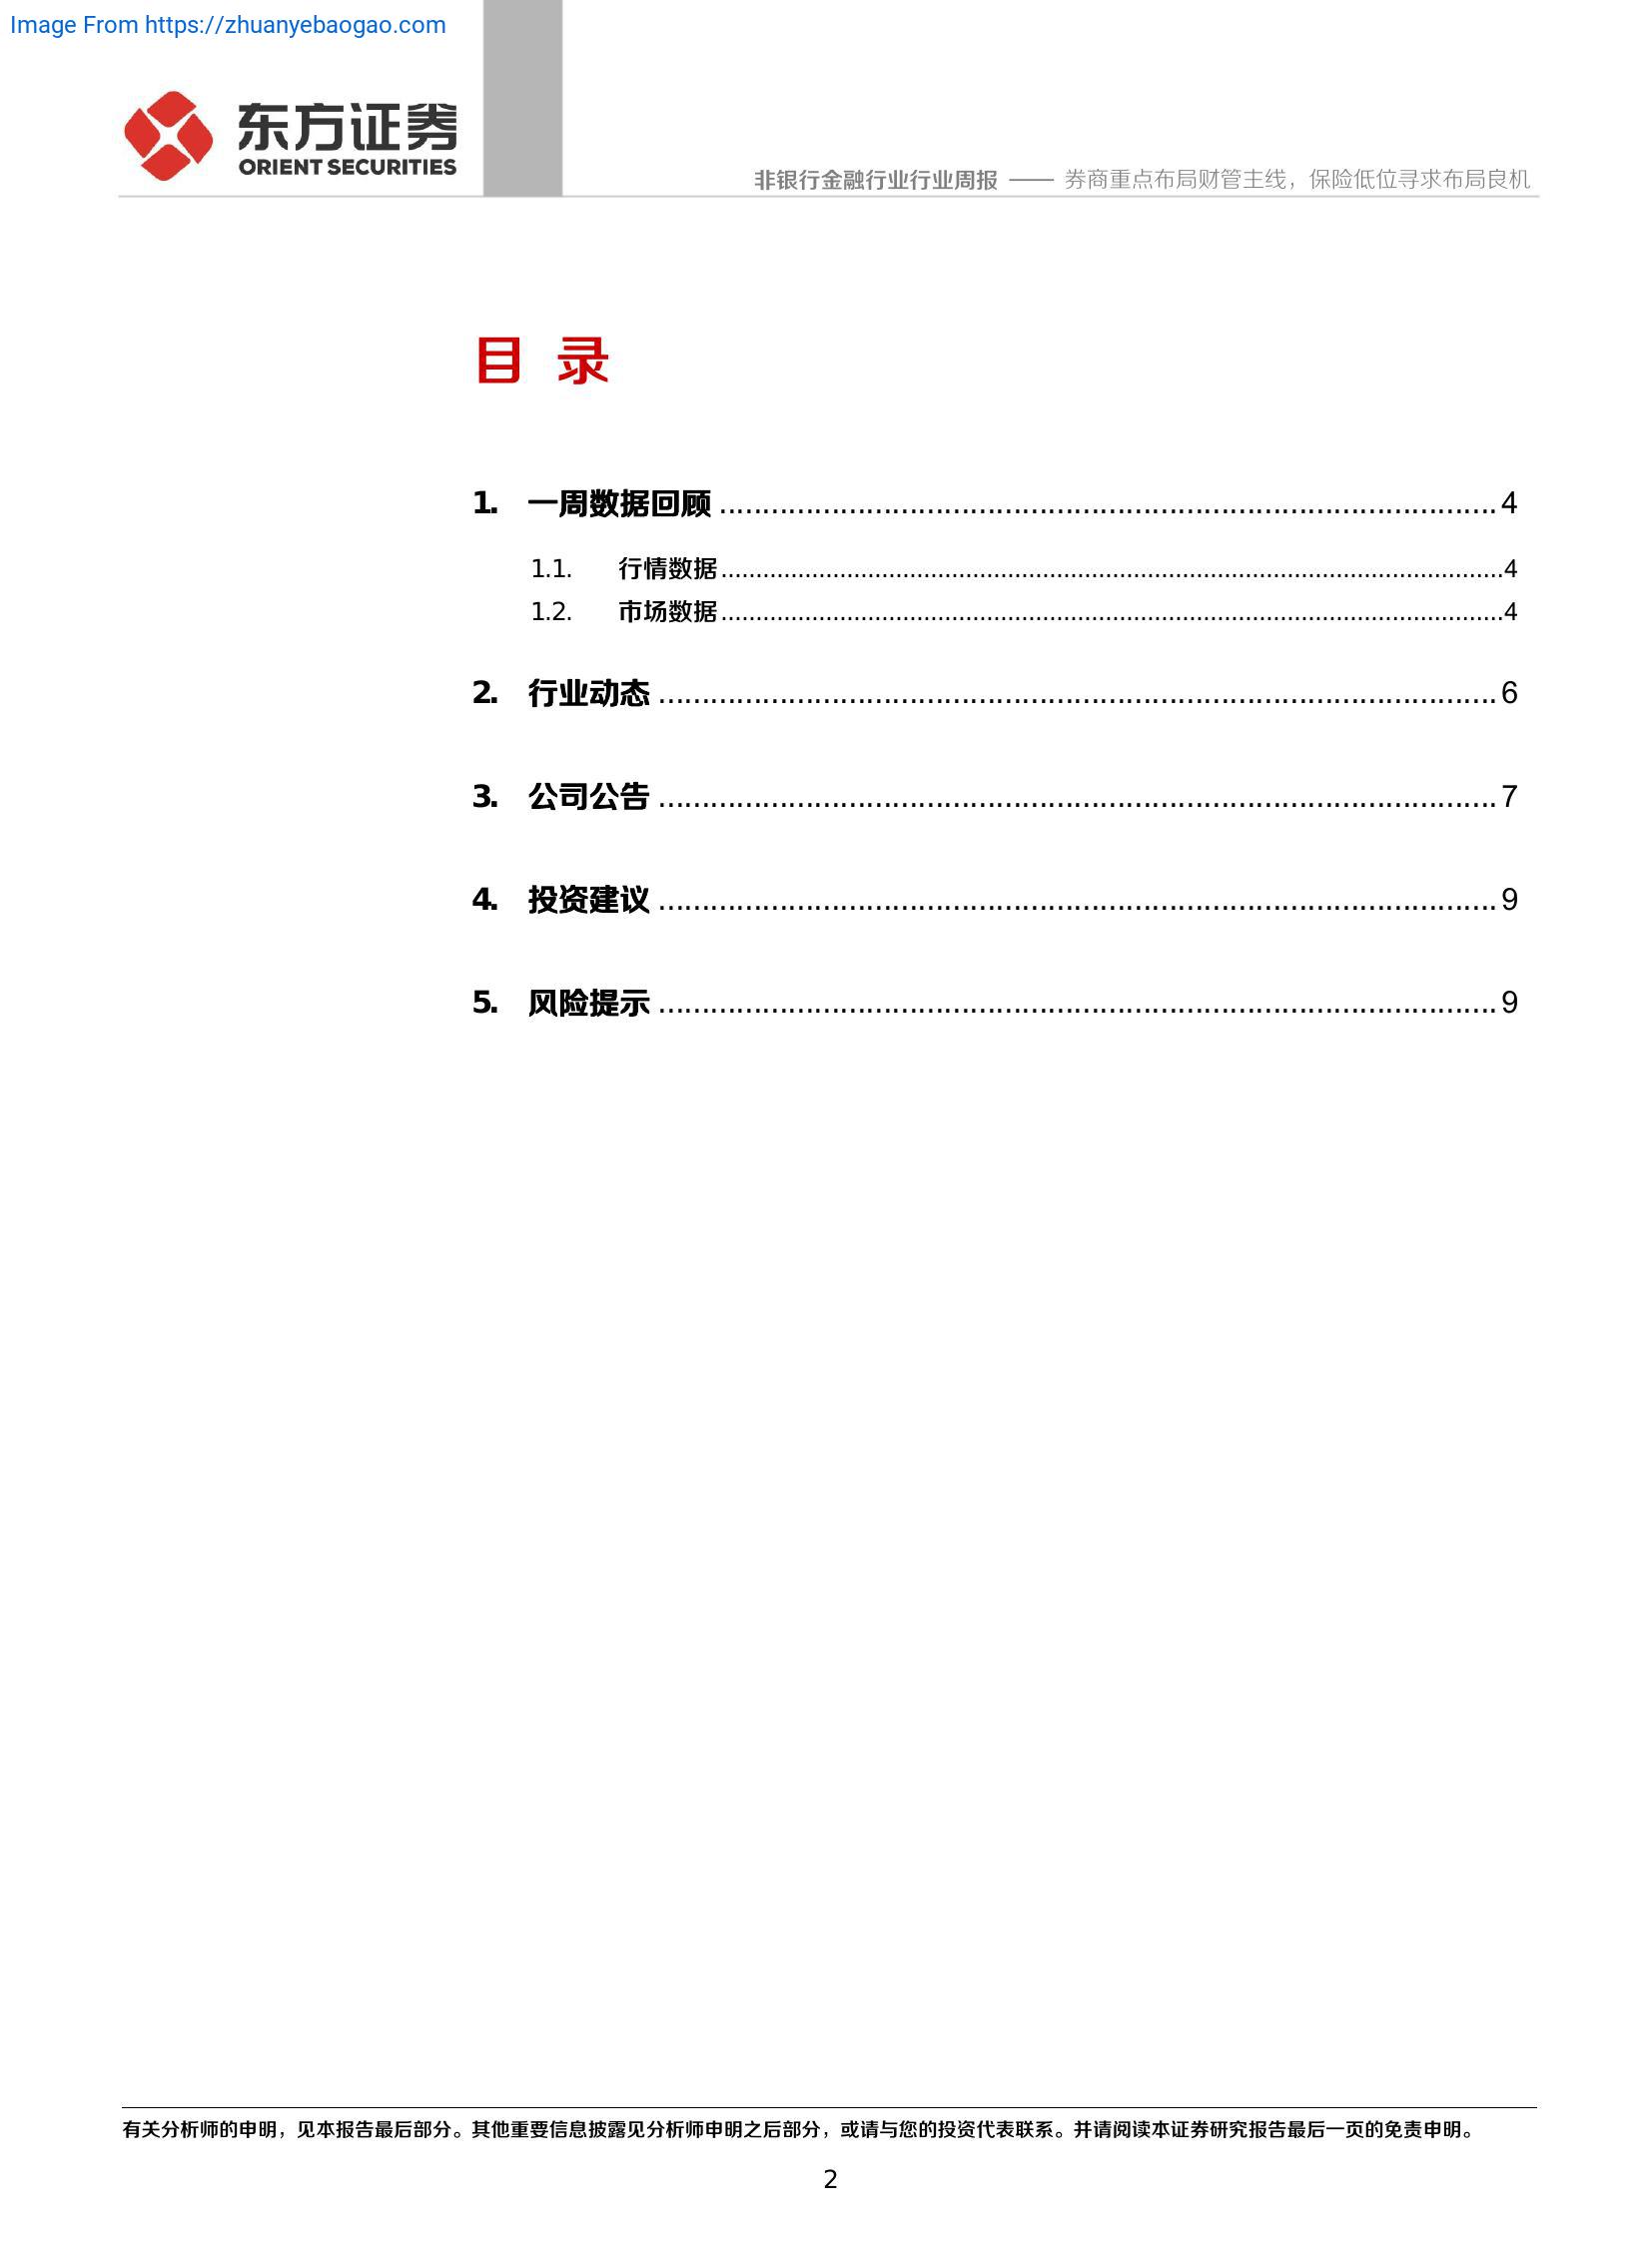 Image From https://zhuanyebaogao.com
东方证券
ORIENT SECURITIES
非银行金融行业行业周报 —— 券商重点布局财管主线，保险低位寻求布局良机
目 录
1. 一周数据回顾 ........................................................................................ 4
1.1. 行情数据 ................................................................................................................4
1.2. 市场数据 ................................................................................................................4
2. 行业动态 ............................................................................................... 6
3. 公司公告 ............................................................................................... 7
4. 投资建议 ............................................................................................... 9
5. 风险提示 ............................................................................................... 9
有关分析师的申明，见本报告最后部分。其他重要信息披露见分析师申明之后部分，或请与您的投资代表联系。并请阅读本证券研究报告最后一页的免责申明。
2